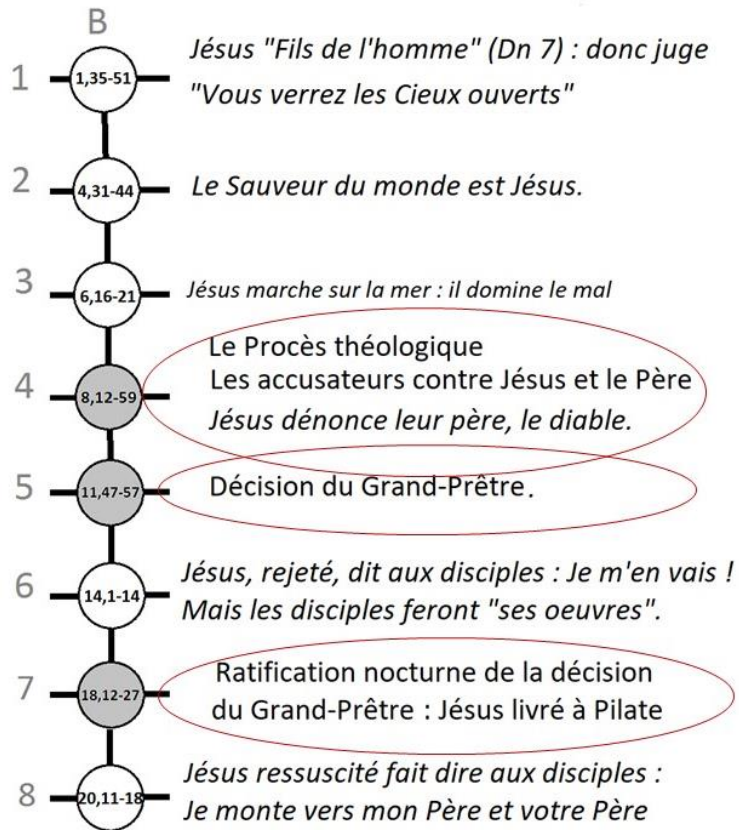 B
1 1,35-51 Jésus "Fils de l'homme" (Dn 7) : donc juge
"Vous verrez les Cieux ouverts"
2 4,31-44 Le Sauveur du monde est Jésus.
3 6,16-21 Jésus marche sur la mer : il domine le mal
Le Procès théologique
4 8,12-59 Les accusateurs contre Jésus et le Père
Jésus dénonce leur père, le diable.
5 11,47-57 Décision du Grand-Prêtre.
6 14,1-14 Jésus, rejeté, dit aux disciples : Je m'en vais !
Mais les disciples feront "ses oeuvres".
7 18,12-27 Ratification nocturne de la décision
du Grand-Prêtre : Jésus livré à Pilate
8 20,11-18 Jésus ressuscité fait dire aux disciples :
Je monte vers mon Père et votre Père